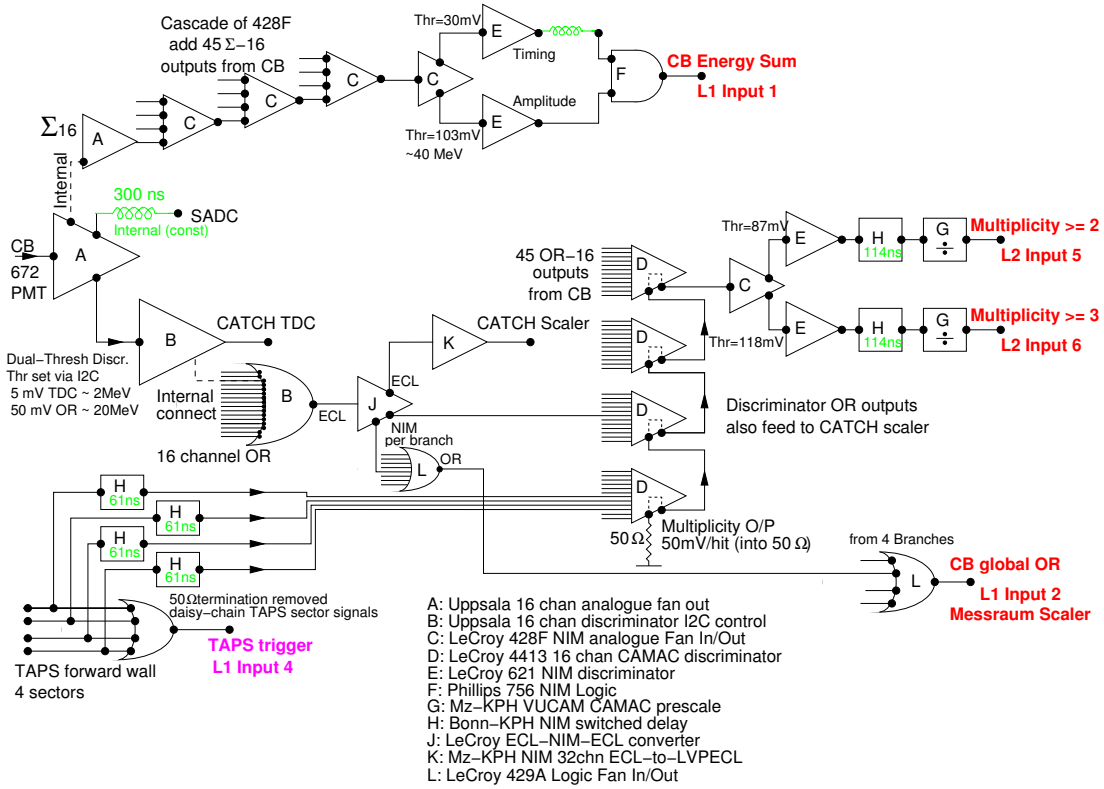 Cascade of 428F
add 45 Σ−16
outputs from CB
Thr=30mV
E
Timing
C
C
C
C
F
CB Energy Sum
L1 Input 1
Σ16
A
Amplitude
E
Thr=103mV
~40 MeV
Internal
300 ns
SADC
Internal (const)
CB
672
PMT
A
B
CATCH TDC
Dual−Thresh Discr.
Thr set via I2C
5 mV TDC ~ 2MeV
50 mV OR ~ 20MeV
Internal
connect
B
ECL
16 channel OR
J
ECL
NIM
per branch
K
CATCH Scaler
L
OR
45 OR−16
outputs
from CB
D
D
D
D
C
Thr=87mV
E
H
114ns
G
÷
Multiplicity >= 2
L2 Input 5
Thr=118mV
E
H
114ns
G
÷
Multiplicity >= 3
L2 Input 6
Discriminator OR outputs
also feed to CATCH scaler
H
61ns
H
61ns
H
61ns
H
61ns
50Ω
Multiplicity O/P
50mV/hit (into 50 Ω)
from 4 Branches
L
CB global OR
L1 Input 2
Messraum Scaler
50Ωtermination removed
daisy−chain TAPS sector signals
TAPS trigger
L1 Input 4
TAPS forward wall
4 sectors
A: Uppsala 16 chan analogue fan out
B: Uppsala 16 chan discriminator I2C control
C: LeCroy 428F NIM analogue Fan In/Out
D: LeCroy 4413 16 chan CAMAC discriminator
E: LeCroy 621 NIM discriminator
F: Phillips 756 NIM Logic
G: Mz−KPH VUCAM CAMAC prescale
H: Bonn−KPH NIM switched delay
J: LeCroy ECL−NIM−ECL converter
K: Mz−KPH NIM 32chn ECL−to−LVPECL
L: LeCroy 429A Logic Fan In/Out